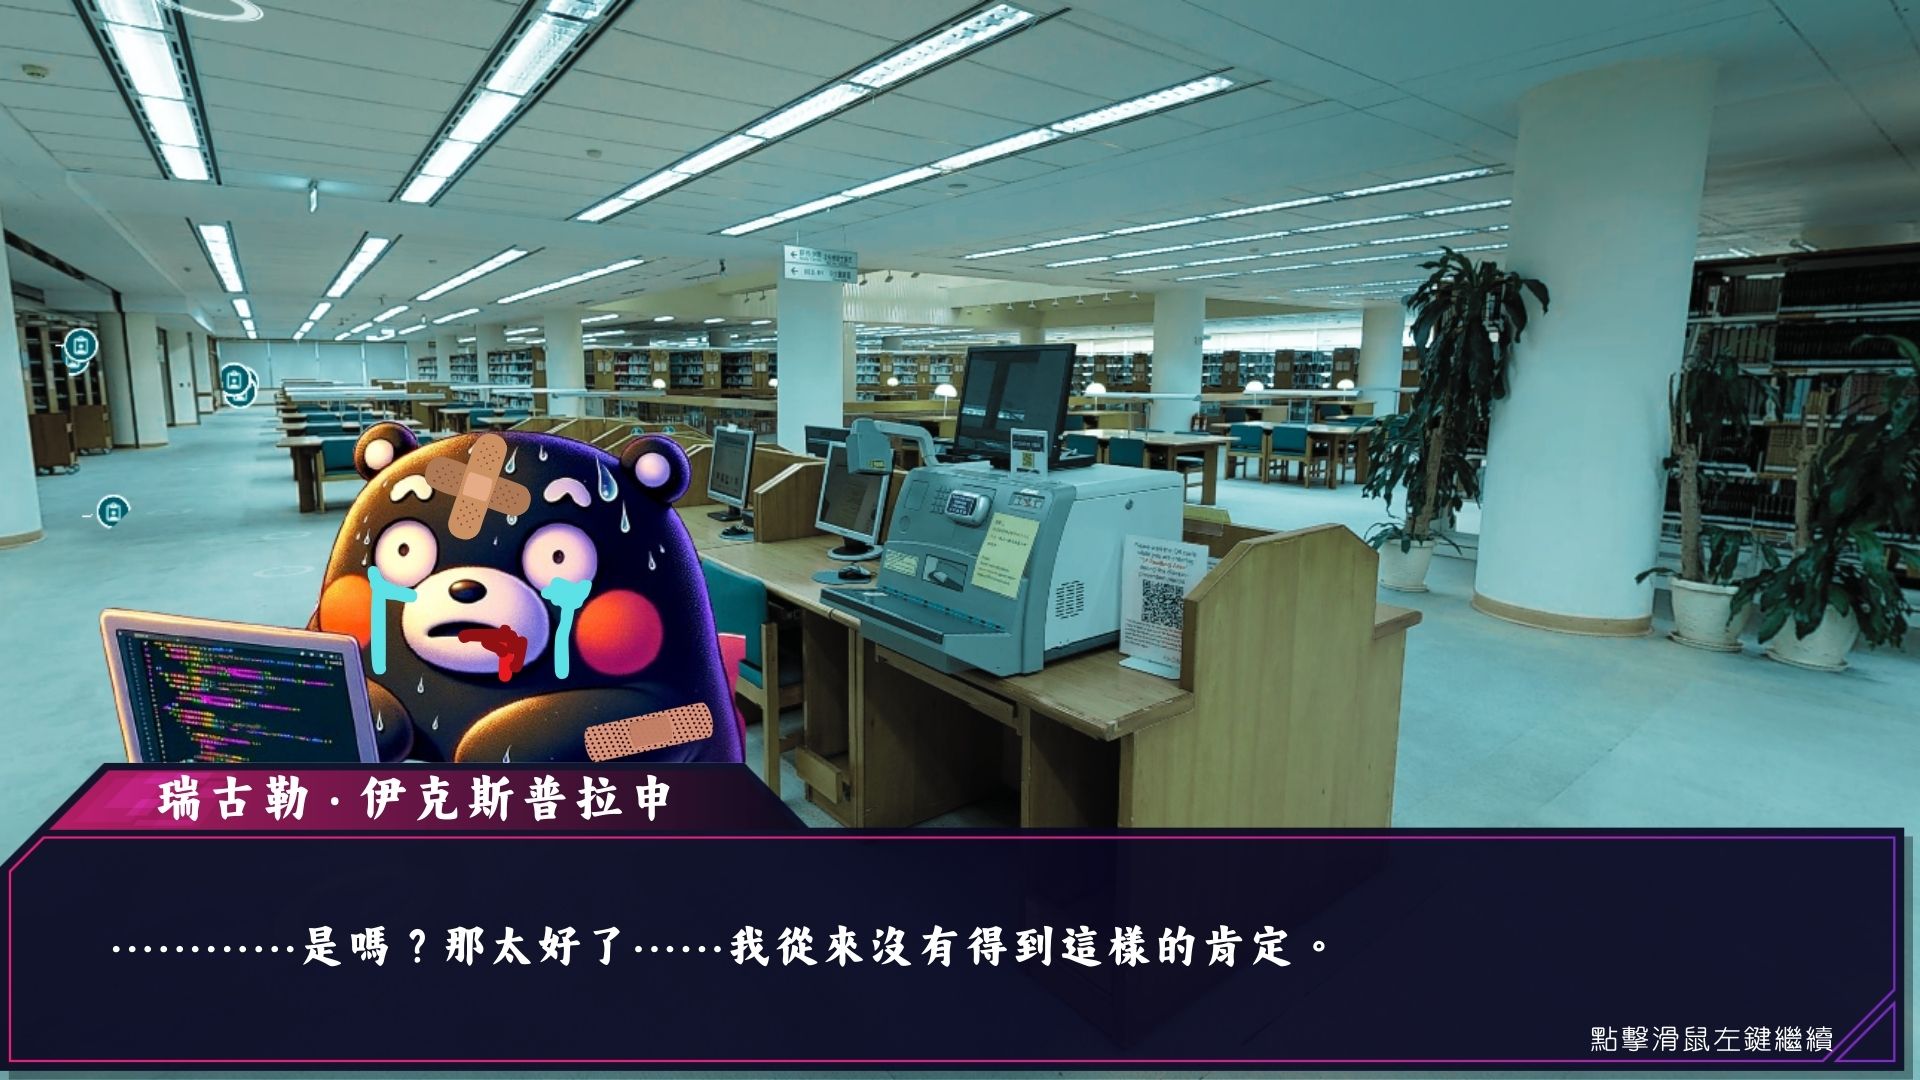 瑞古勒·伊克斯普拉申
…………是嗎？那太好了……我從來沒有得到這樣的肯定。
點擊滑鼠左鍵繼續